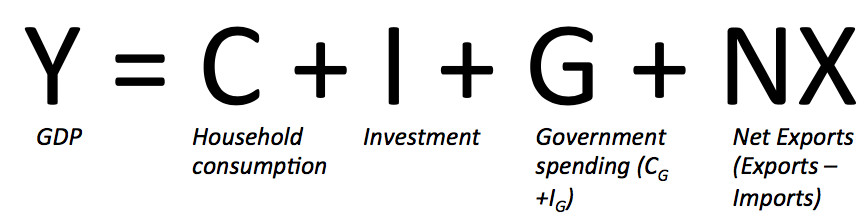 Y = C + I + G + NX
GDP
Household
consumption
Investment
Government
spending (CG
+IG)
Net Exports
(Exports –
Imports)